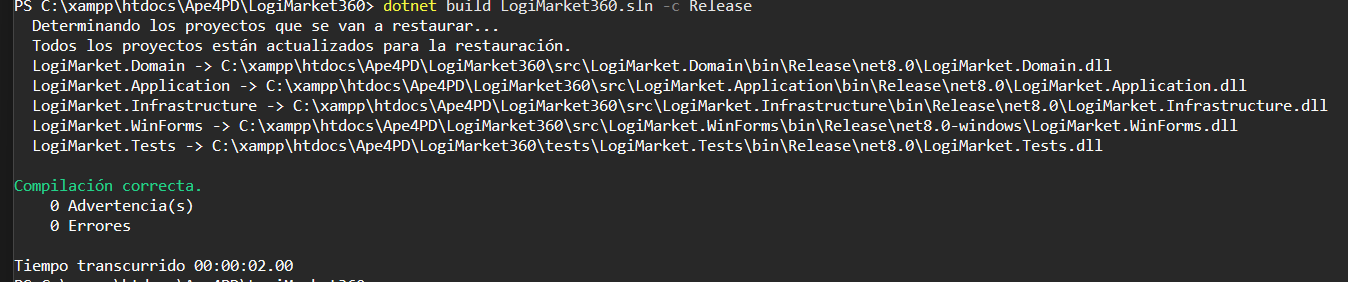 PS C:\xampp\htdocs\Ape4PD\LogiMarket360> dotnet build LogiMarket360.sln -c Release
Determinando los proyectos que se van a restaurar...
Todos los proyectos están actualizados para la restauración.
LogiMarket.Domain -> C:\xampp\htdocs\Ape4PD\LogiMarket360\src\LogiMarket.Domain\bin\Release\net8.0\LogiMarket.Domain.dll
LogiMarket.Application -> C:\xampp\htdocs\Ape4PD\LogiMarket360\src\LogiMarket.Application\bin\Release\net8.0\LogiMarket.Application.dll
LogiMarket.Infrastructure -> C:\xampp\htdocs\Ape4PD\LogiMarket360\src\LogiMarket.Infrastructure\bin\Release\net8.0\LogiMarket.Infrastructure.dll
LogiMarket.WinForms -> C:\xampp\htdocs\Ape4PD\LogiMarket360\src\LogiMarket.WinForms\bin\Release\net8.0-windows\LogiMarket.WinForms.dll
LogiMarket.Tests -> C:\xampp\htdocs\Ape4PD\LogiMarket360\tests\LogiMarket.Tests\bin\Release\net8.0\LogiMarket.Tests.dll
Compilación correcta.
0 Advertencia(s)
0 Errores
Tiempo transcurrido 00:00:02.00